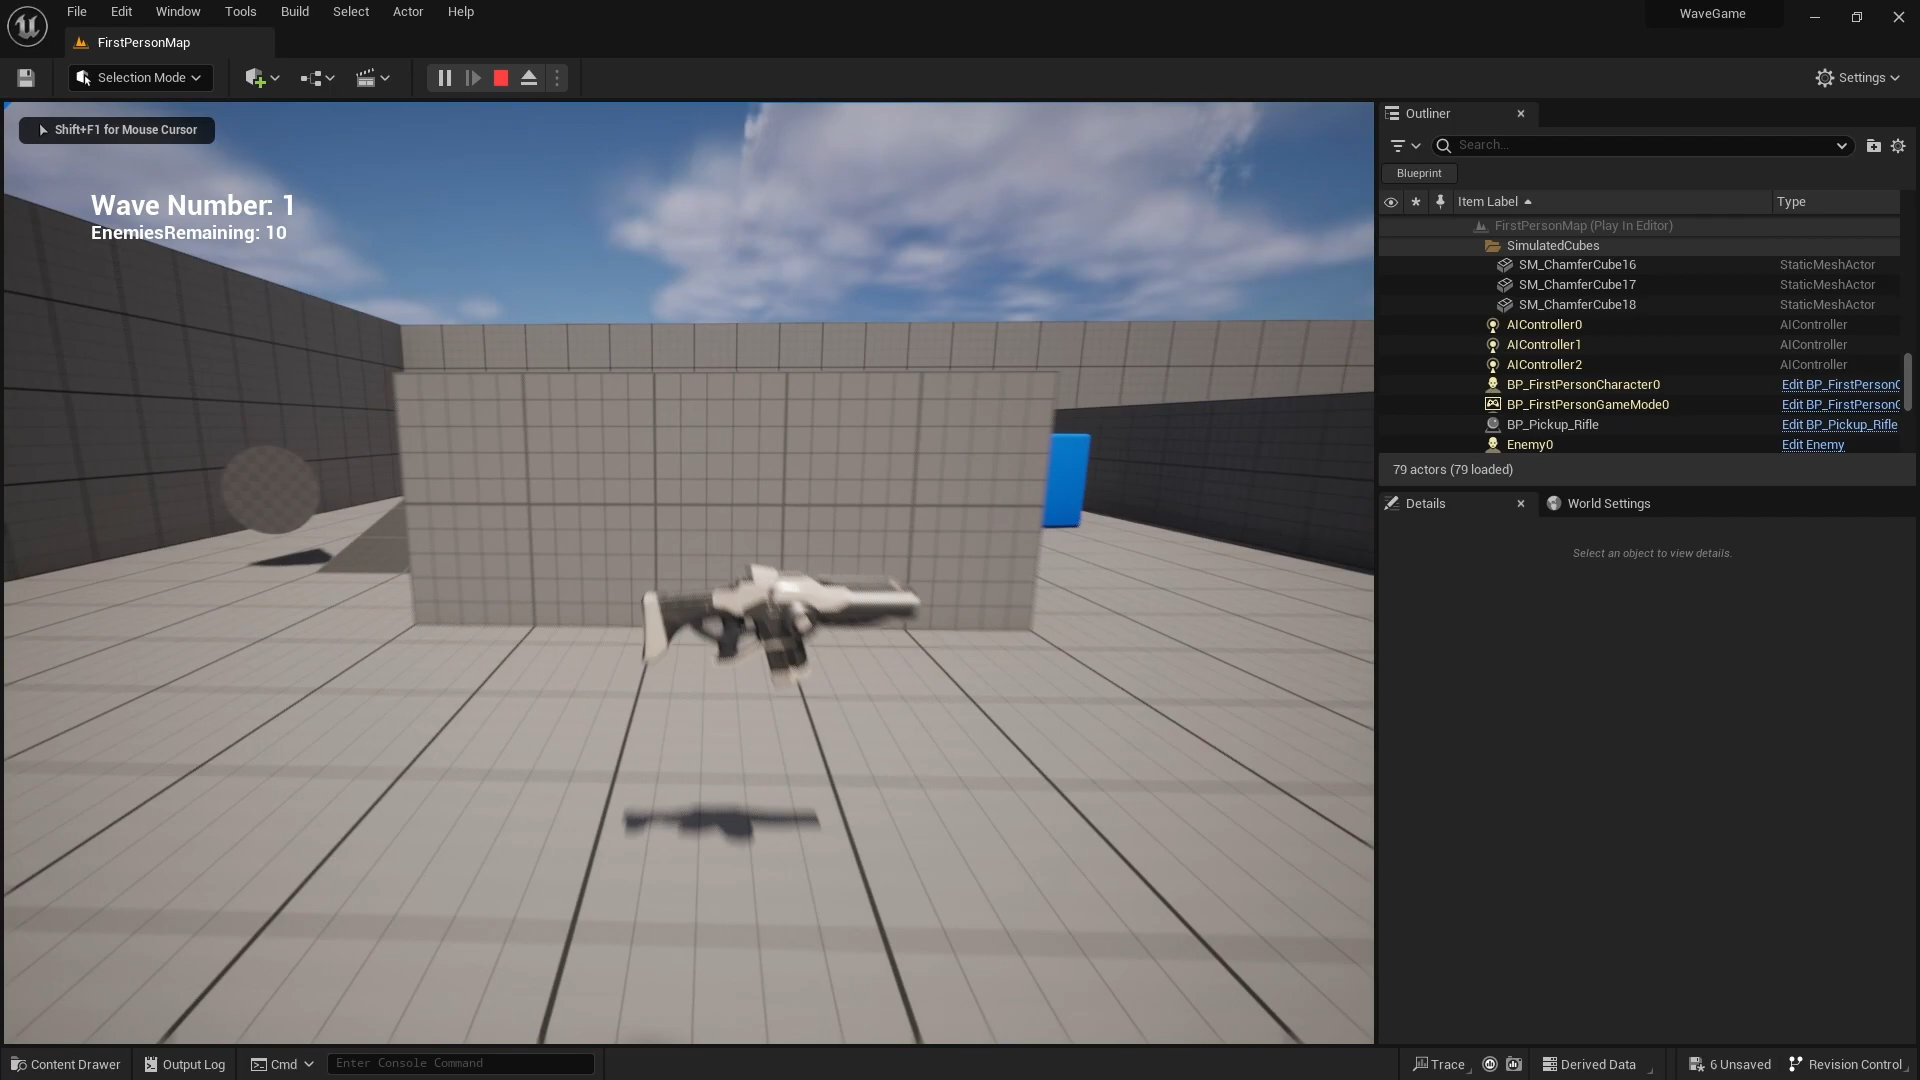 File Edit Window Tools Build Select Actor Help
WaveGame
FirstPersonMap
Selection Mode
Settings
Shift+F1 for Mouse Cursor
Wave Number: 1
EnemiesRemaining: 10
Outliner
Search...
Blueprint
Item Label Type
FirstPersonMap (Play In Editor)
SimulatedCubes
SM_ChamferCube16 StaticMeshActor
SM_ChamferCube17 StaticMeshActor
SM_ChamferCube18 StaticMeshActor
AIController0 AIController
AIController1 AIController
AIController2 AIController
BP_FirstPersonCharacter0 Edit BP_FirstPersonC
BP_FirstPersonGameMode0 Edit BP_FirstPersonG
BP_Pickup_Rifle Edit BP_Pickup_Rifle
Enemy0 Edit Enemy
79 actors (79 loaded)
Details World Settings
Select an object to view details.
Content Drawer Output Log Cmd Enter Console Command
Trace Derived Data 6 Unsaved Revision Control